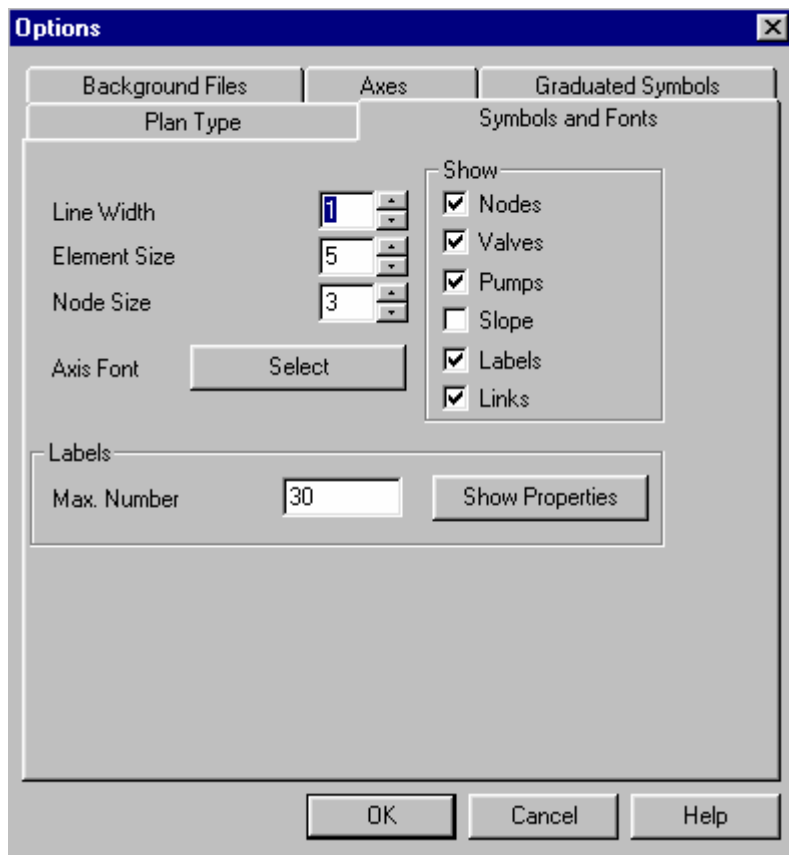 Options
Background Files
Axes
Graduated Symbols
Plan Type
Symbols and Fonts
Line Width
1
Element Size
5
Node Size
3
Axis Font
Select
Show
Nodes
Valves
Pumps
Slope
Labels
Links
Labels
Max. Number
30
Show Properties
OK
Cancel
Help